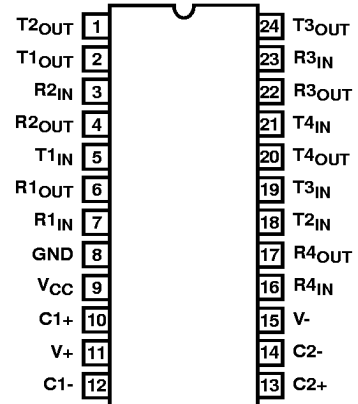 T2OUT 1 24 T3OUT
T1OUT 2 23 R3IN
R2IN 3 22 R3OUT
R2OUT 4 21 T4IN
T1IN 5 20 T4OUT
R1OUT 6 19 T3IN
R1IN 7 18 T2IN
GND 8 17 R4OUT
VCC 9 16 R4IN
C1+ 10 15 V-
V+ 11 14 C2-
C1- 12 13 C2+